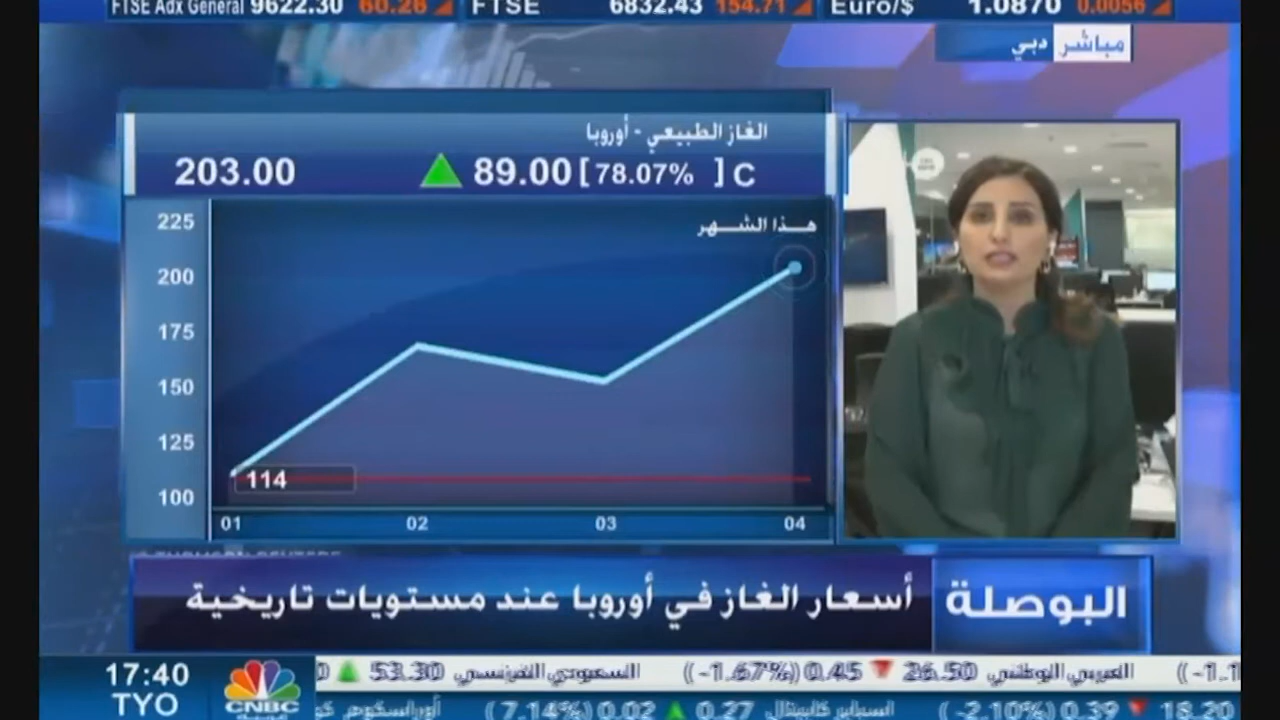 FTSE Adx General 9622.30 60.26 FTSE 6832.43 154.71 Euro/$ 1.0870 0.0056
مباشر دبي
الغاز الطبيعي - أوروبا
203.00 89.00 [78.07% ] C
هذا الشهر
225
200
175
150
125
100
114
01 02 03 04
البوصلة
أسعار الغاز في أوروبا عند مستويات تاريخية
17:40
TYO
CNBC
عربية
السعودي الفرنسي 53.30
العربي الوطني 26.50 0.45 (-1.67%)
أوراسكوم
اسباير كابيتال 0.27 0.02 (7.14%)
18.20 0.39 (-2.10%)